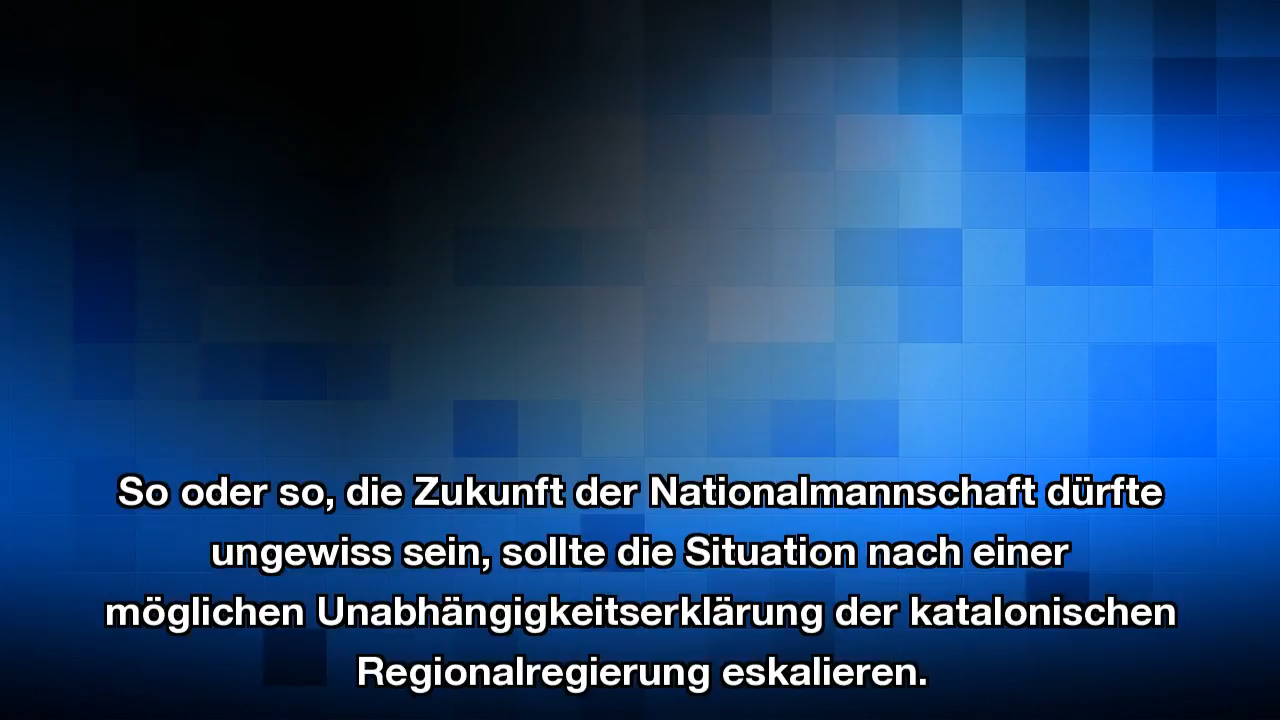 So oder so, die Zukunft der Nationalmannschaft dürfte
ungewiss sein, sollte die Situation nach einer
möglichen Unabhängigkeitserklärung der katalonischen
Regionalregierung eskalieren.